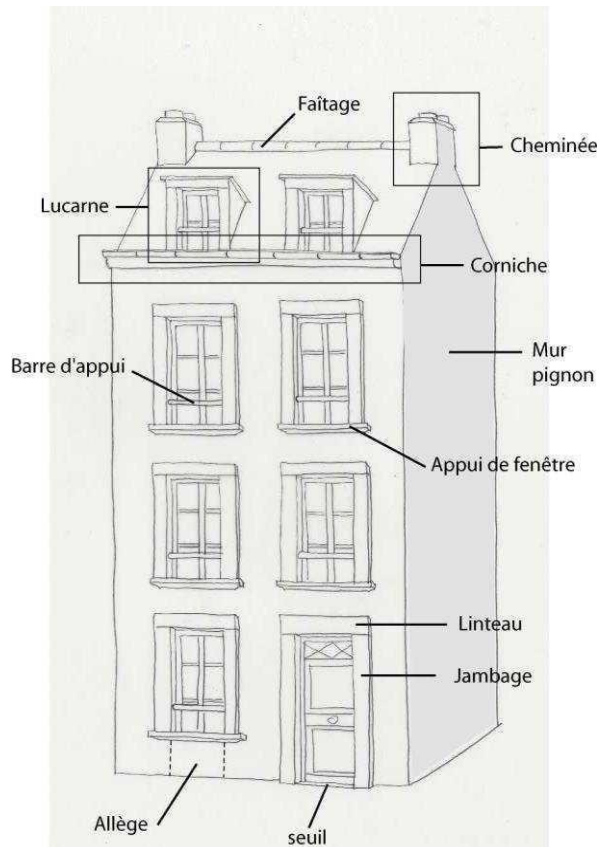 Faîtage
Cheminée
Lucarne
Corniche
Mur
pignon
Barre d'appui
Appui de fenêtre
Linteau
Jambage
Allège
seuil